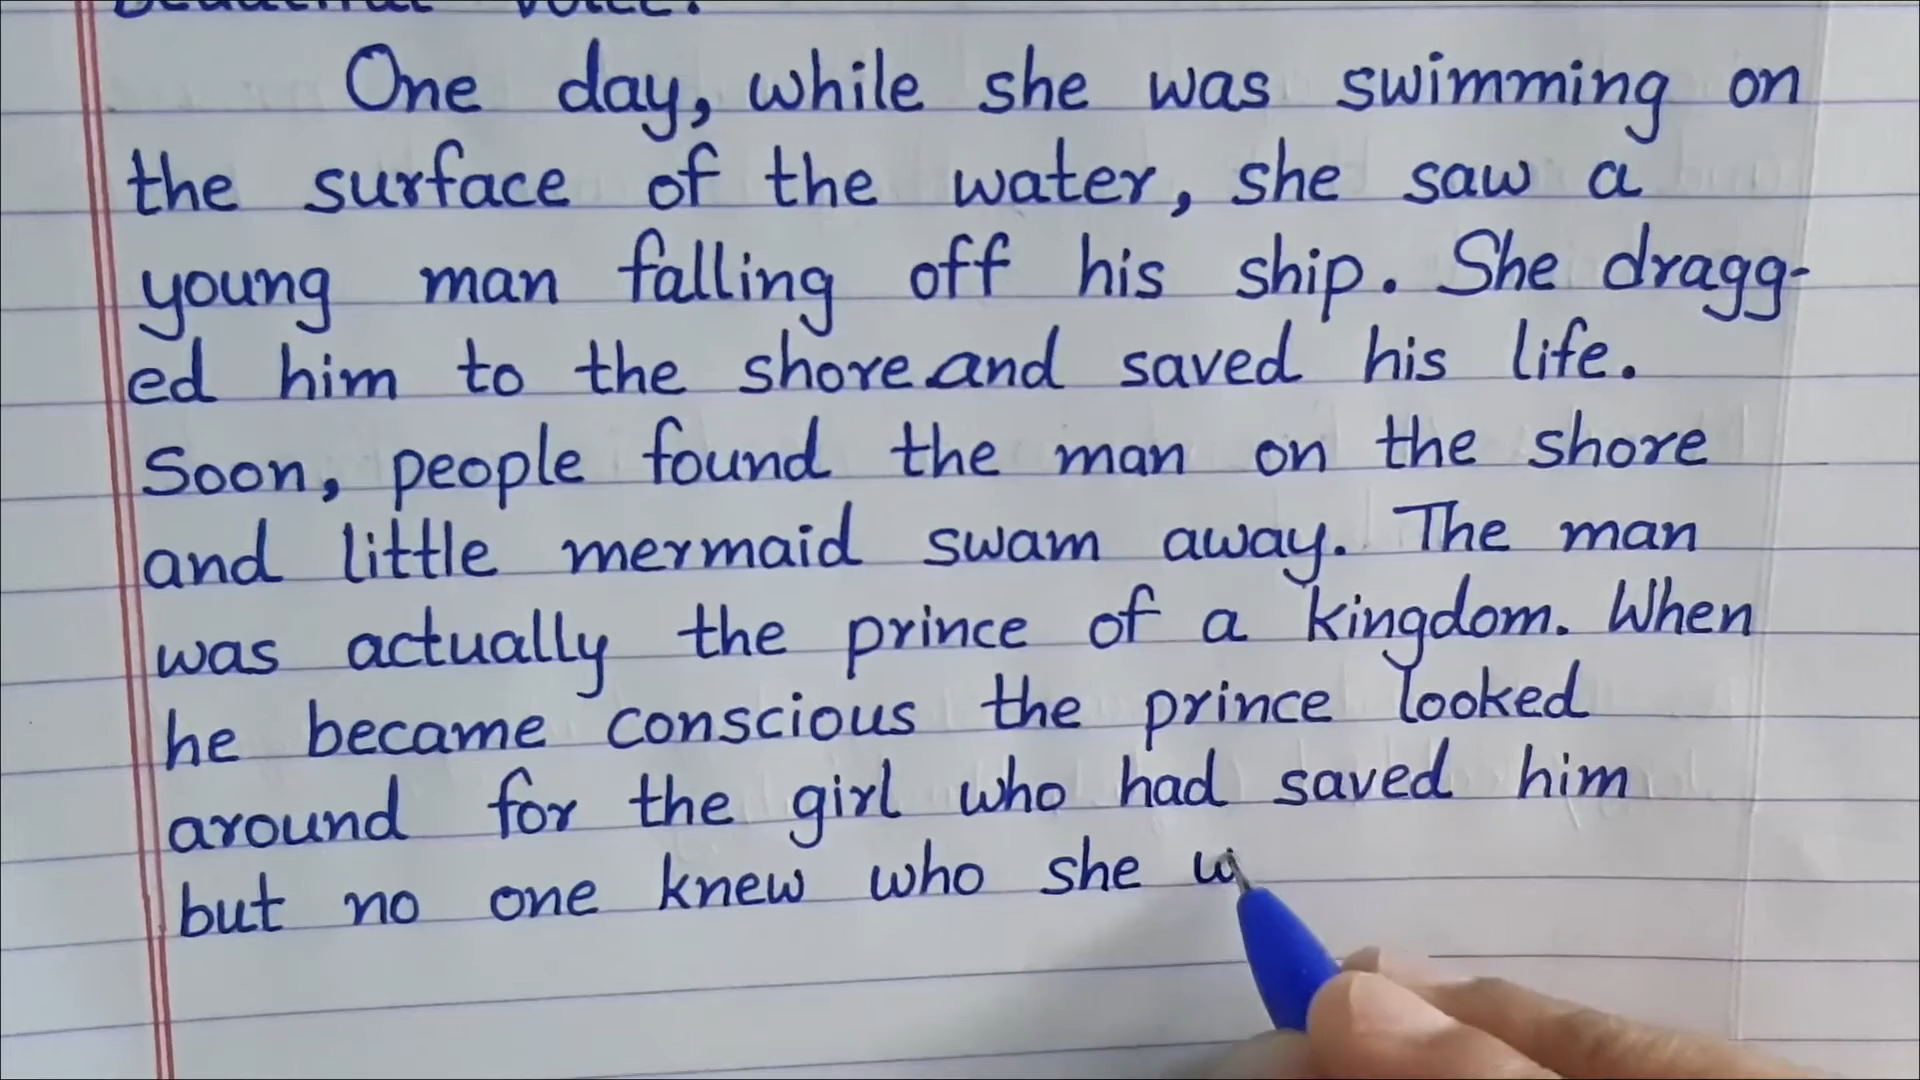 beautiful voice.
One day, while she was swimming on
the surface of the water, she saw a
young man falling off his ship. She dragg-
ed him to the shore and saved his life.
Soon, people found the man on the shore
and little mermaid swam away. The man
was actually the prince of a kingdom. When
he became conscious the prince looked
around for the girl who had saved him
but no one knew who she w